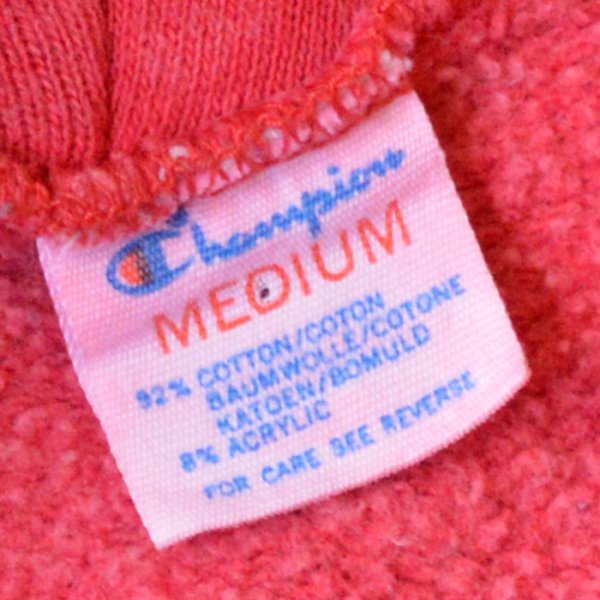 Champion
MEDIUM
92% COTTON/COTON
BAUMWOLLE/COTONE
KATOEN/BOMULD
8% ACRYLIC
FOR CARE SEE REVERSE